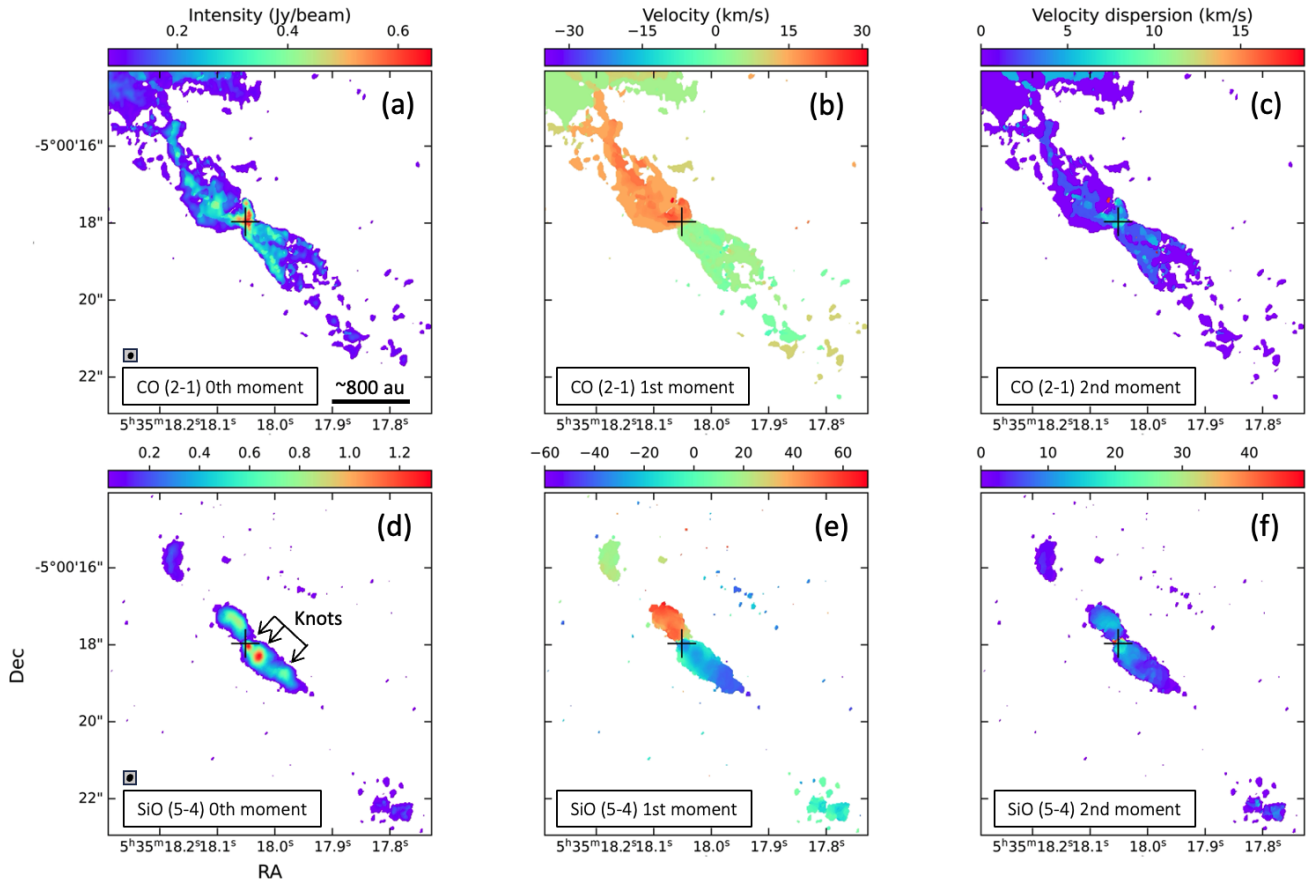 Intensity (Jy/beam)
0.2 0.4 0.6
Velocity (km/s)
−30 −15 0 15 30
Velocity dispersion (km/s)
0 5 10 15
(a)
(b)
(c)
-5°00'16"
18"
20"
22"
CO (2-1) 0th moment
~800 au
CO (2-1) 1st moment
CO (2-1) 2nd moment
5ʰ35ᵐ18.2ˢ 18.1ˢ 18.0ˢ 17.9ˢ 17.8ˢ
5ʰ35ᵐ18.2ˢ 18.1ˢ 18.0ˢ 17.9ˢ 17.8ˢ
5ʰ35ᵐ18.2ˢ 18.1ˢ 18.0ˢ 17.9ˢ 17.8ˢ
0.2 0.4 0.6 0.8 1.0 1.2
−60 −40 −20 0 20 40 60
0 10 20 30 40
(d)
(e)
(f)
-5°00'16"
Knots
18"
Dec
20"
22"
SiO (5-4) 0th moment
SiO (5-4) 1st moment
SiO (5-4) 2nd moment
5ʰ35ᵐ18.2ˢ 18.1ˢ 18.0ˢ 17.9ˢ 17.8ˢ
5ʰ35ᵐ18.2ˢ 18.1ˢ 18.0ˢ 17.9ˢ 17.8ˢ
5ʰ35ᵐ18.2ˢ 18.1ˢ 18.0ˢ 17.9ˢ 17.8ˢ
RA